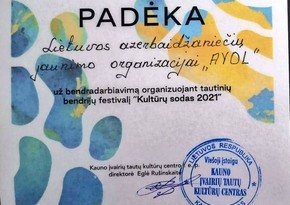 PADĖKA
Lietuvos azerbaidžaniečių
jaunimo organizacijai „AYOL"
už bendradarbiavimą organizuojant tautinių
bendrijų festivalį "Kultūrų sodas 2021"
Kauno įvairių tautų kultūrų centro
direktorė Eglė Rušinskaitė
LIETUVOS RESPUBLIKA
Viešoji įstaiga
KAUNO
ĮVAIRIŲ TAUTŲ
KULTŪRŲ CENTRAS